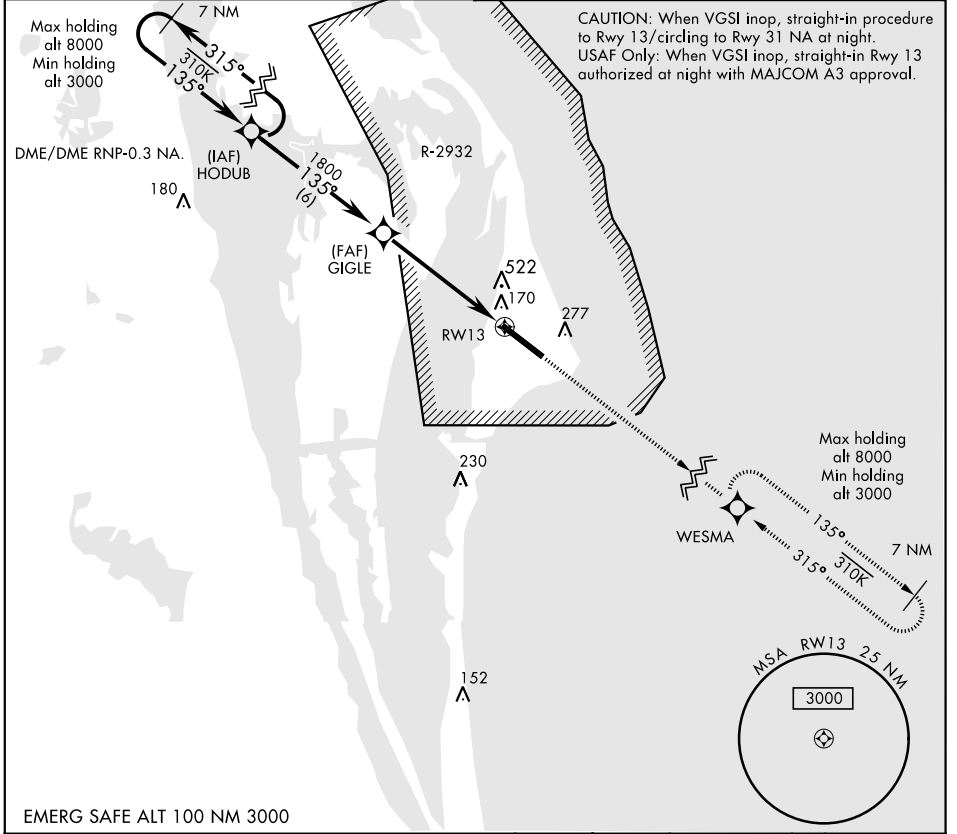 7 NM
Max holding
alt 8000
Min holding
alt 3000
315°
310K
135°
CAUTION: When VGSI inop, straight-in procedure
to Rwy 13/circling to Rwy 31 NA at night.
USAF Only: When VGSI inop, straight-in Rwy 13
authorized at night with MAJCOM A3 approval.
DME/DME RNP-0.3 NA.
(IAF)
HODUB
R-2932
1800
135°
(6)
180
(FAF)
GIGLE
522
170
277
RW13
230
Max holding
alt 8000
Min holding
alt 3000
WESMA
135°
7 NM
315°
310K
MSA RW13 25 NM
3000
152
EMERG SAFE ALT 100 NM 3000